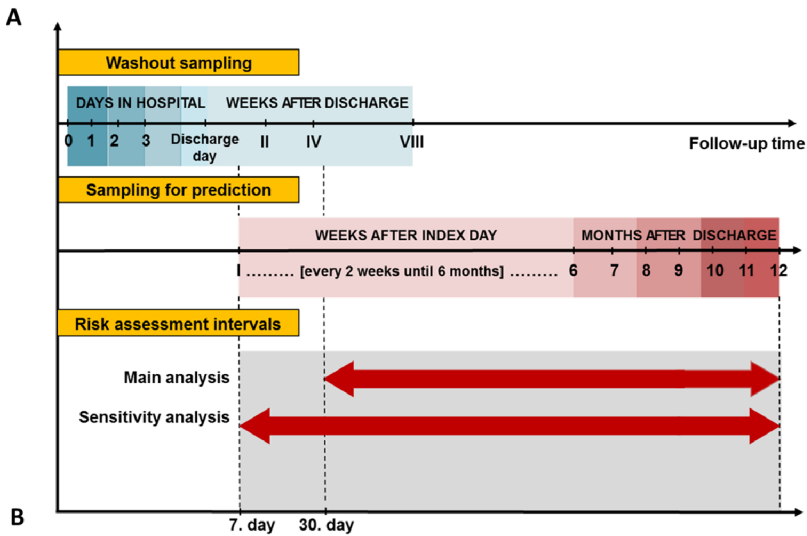 A
Washout sampling
DAYS IN HOSPITAL WEEKS AFTER DISCHARGE
0 1 2 3 Discharge day II IV VIII
Follow-up time
Sampling for prediction
WEEKS AFTER INDEX DAY MONTHS AFTER DISCHARGE
I ......... [every 2 weeks until 6 months] ......... 6 7 8 9 10 11 12
Risk assessment intervals
Main analysis
Sensitivity analysis
B
7. day 30. day